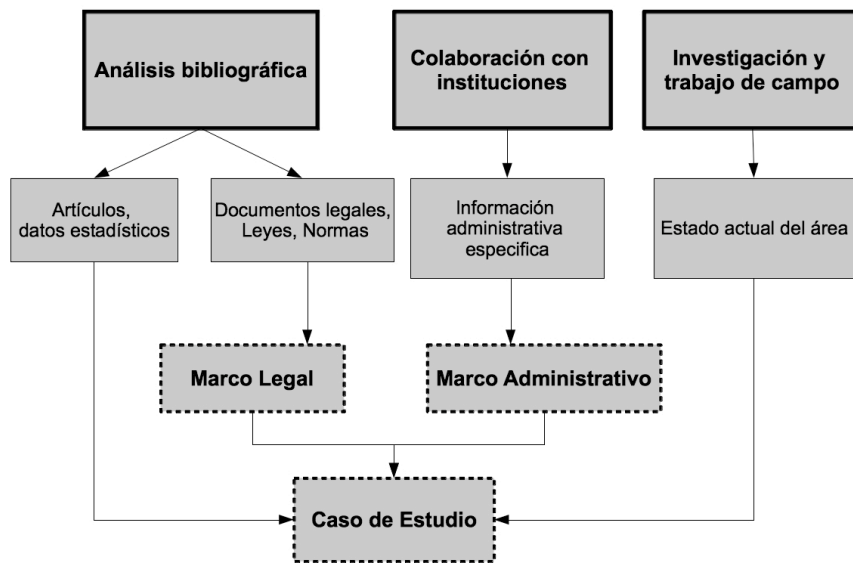 Análisis bibliográfica
Colaboración con
instituciones
Investigación y
trabajo de campo
Artículos,
datos estadísticos
Documentos legales,
Leyes, Normas
Información
administrativa
especifica
Estado actual del área
Marco Legal
Marco Administrativo
Caso de Estudio